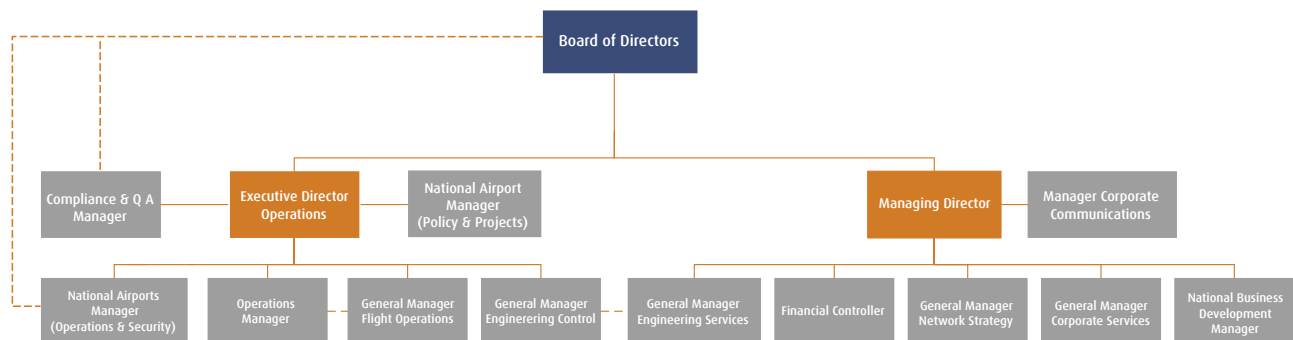 Board of Directors
Compliance & Q A
Manager
Executive Director
Operations
National Airport
Manager
(Policy & Projects)
Managing Director
Manager Corporate
Communications
National Airports
Manager
(Operations & Security)
Operations
Manager
General Manager
Flight Operations
General Manager
Enginerering Control
General Manager
Engineering Services
Financial Controller
General Manager
Network Strategy
General Manager
Corporate Services
National Business
Development
Manager